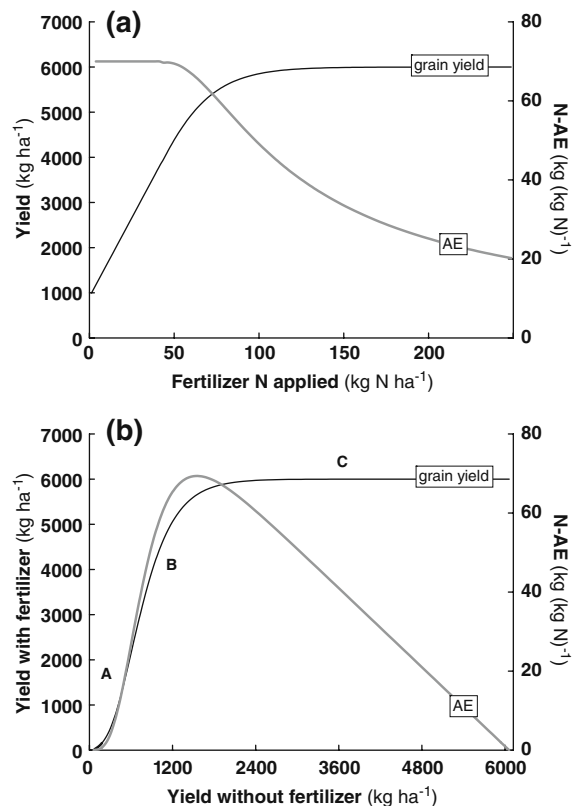 (a)
7000
6000
5000
4000
3000
2000
1000
0
Yield (kg ha⁻¹)
80
60
40
20
0
N-AE (kg (kg N)⁻¹
grain yield
AE
0 50 100 150 200
Fertilizer N applied (kg N ha⁻¹)
(b)
7000
6000
5000
4000
3000
2000
1000
0
Yield with fertilizer (kg ha⁻¹)
80
60
40
20
0
N-AE (kg (kg N)⁻¹
C
grain yield
B
A
AE
0 1200 2400 3600 4800 6000
Yield without fertilizer (kg ha⁻¹)